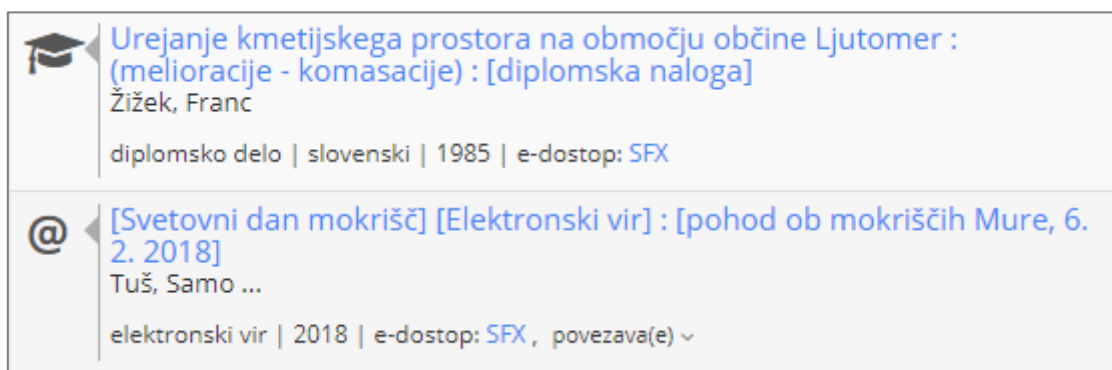 Urejanje kmetijskega prostora na območju občine Ljutomer :
(melioracije - komasacije) : [diplomska naloga]
Žižek, Franc
diplomsko delo | slovenski | 1985 | e-dostop: SFX
@ [Svetovni dan mokrišč] [Elektronski vir] : [pohod ob mokriščih Mure, 6.
2. 2018]
Tuš, Samo ...
elektronski vir | 2018 | e-dostop: SFX , povezava(e)